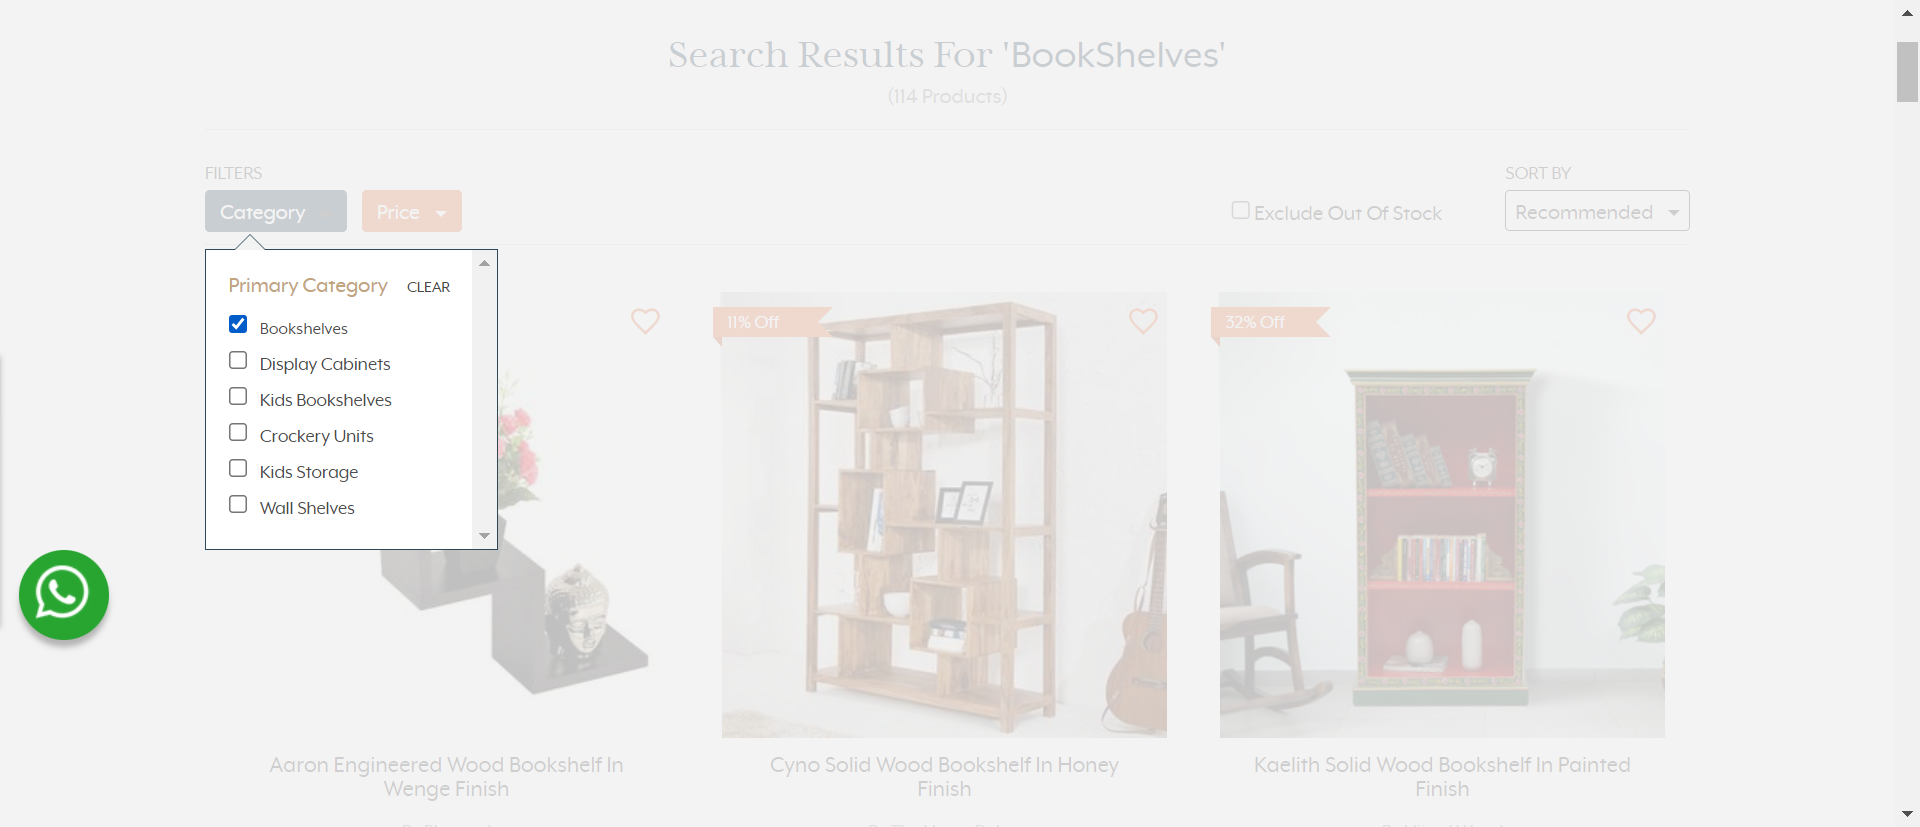 Search Results For 'BookShelves'
(114 Products)
FILTERS
SORT BY
Category
Price
Exclude Out Of Stock
Recommended
Primary Category CLEAR
Bookshelves
Display Cabinets
Kids Bookshelves
Crockery Units
Kids Storage
Wall Shelves
11% Off
32% Off
Aaron Engineered Wood Bookshelf In
Wenge Finish
Cyno Solid Wood Bookshelf In Honey
Finish
Kaelith Solid Wood Bookshelf In Painted
Finish